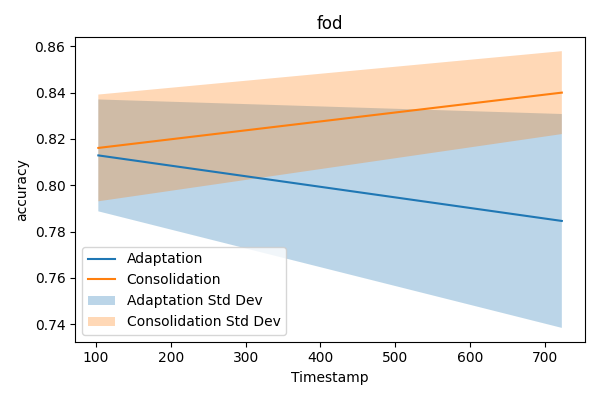 fod
0.86
0.84
0.82
0.80
0.78
0.76
0.74
accuracy
Adaptation
Consolidation
Adaptation Std Dev
Consolidation Std Dev
100 200 300 400 500 600 700
Timestamp